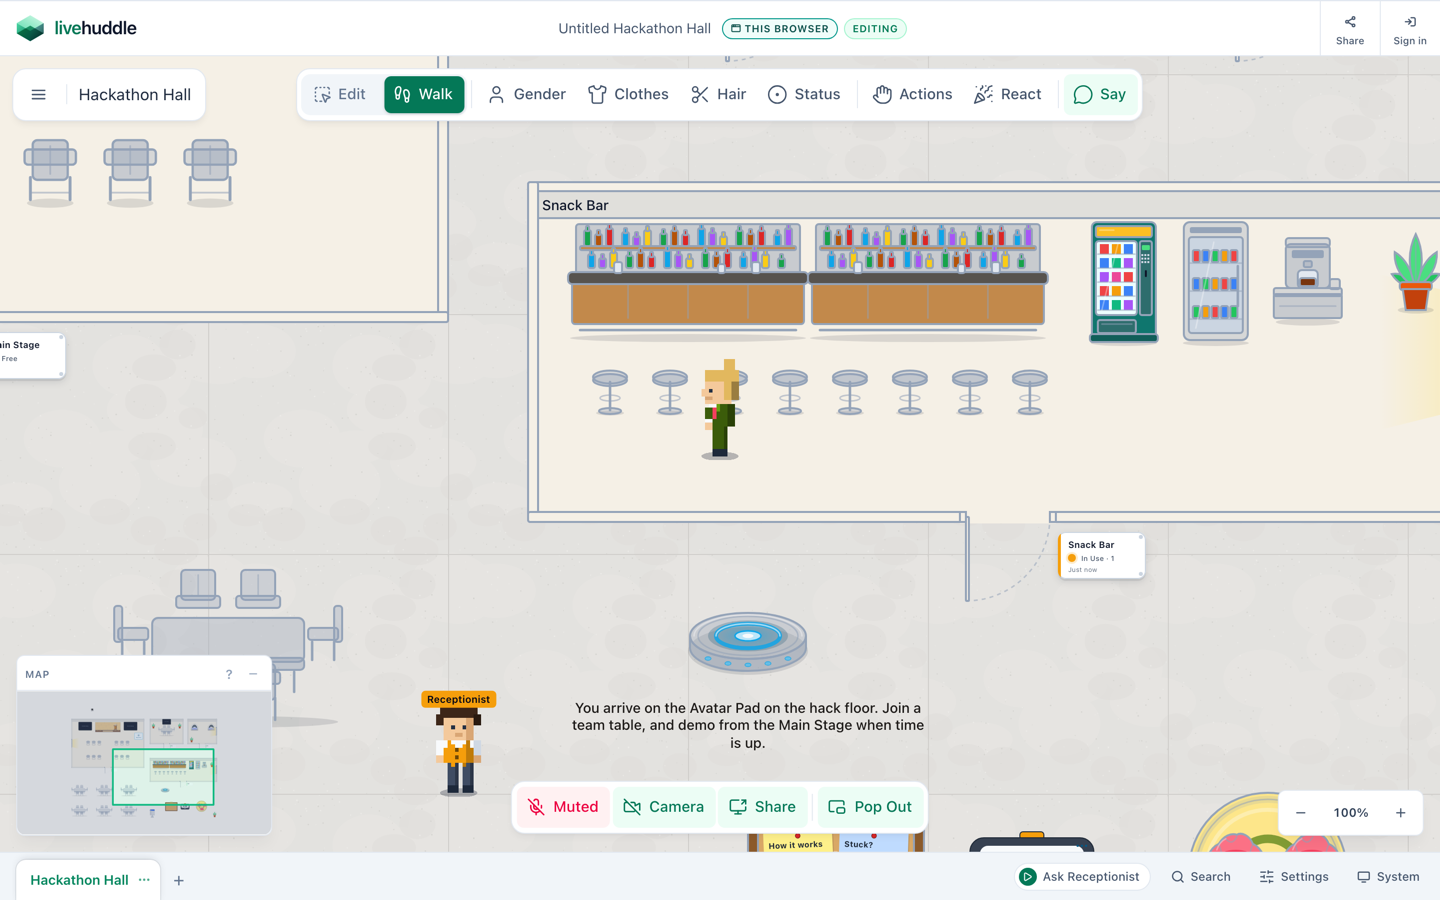 livehuddle
Untitled Hackathon Hall
THIS BROWSER
EDITING
Share
Sign in
Hackathon Hall
Edit
Walk
Gender
Clothes
Hair
Status
Actions
React
Say
Snack Bar
ain Stage
Free
Snack Bar
In Use · 1
Just now
MAP
?
Receptionist
You arrive on the Avatar Pad on the hack floor. Join a
team table, and demo from the Main Stage when time
is up.
Muted
Camera
Share
Pop Out
100%
How it works
Stuck?
Hackathon Hall
Ask Receptionist
Search
Settings
System